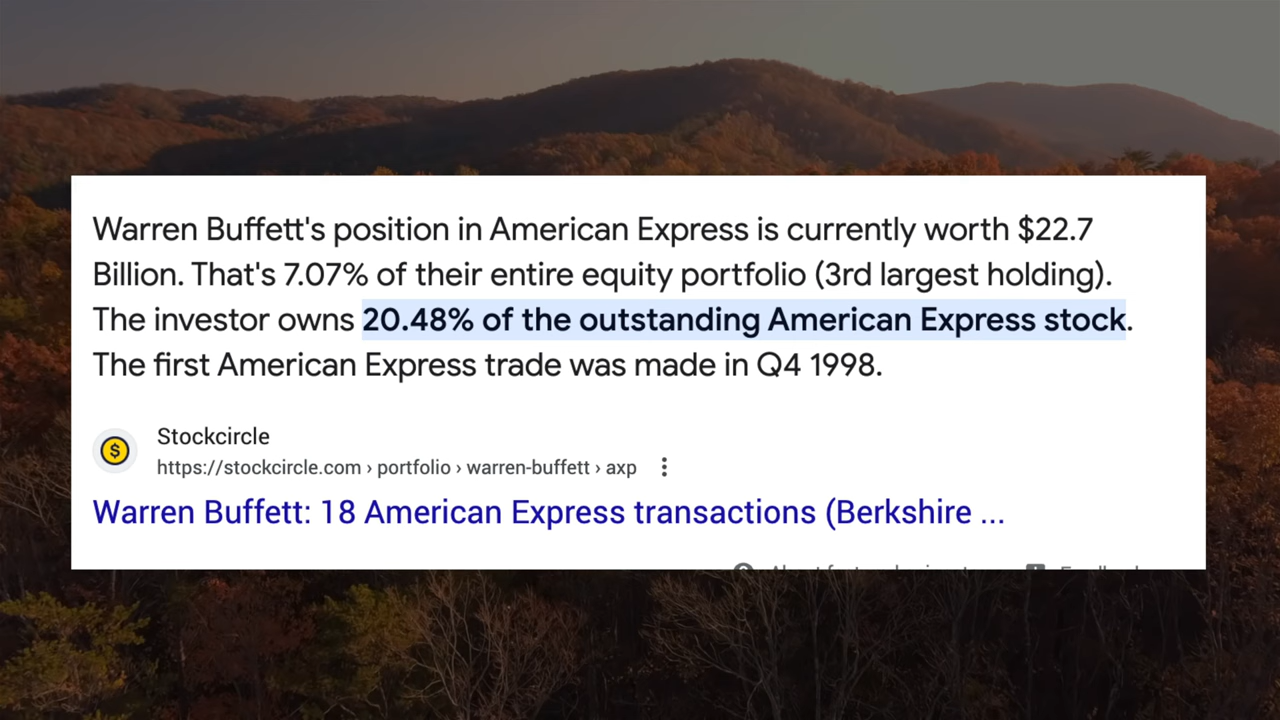 Warren Buffett's position in American Express is currently worth $22.7
Billion. That's 7.07% of their entire equity portfolio (3rd largest holding).
The investor owns 20.48% of the outstanding American Express stock.
The first American Express trade was made in Q4 1998.
$
Stockcircle
https://stockcircle.com › portfolio › warren-buffett › axp
Warren Buffett: 18 American Express transactions (Berkshire ...